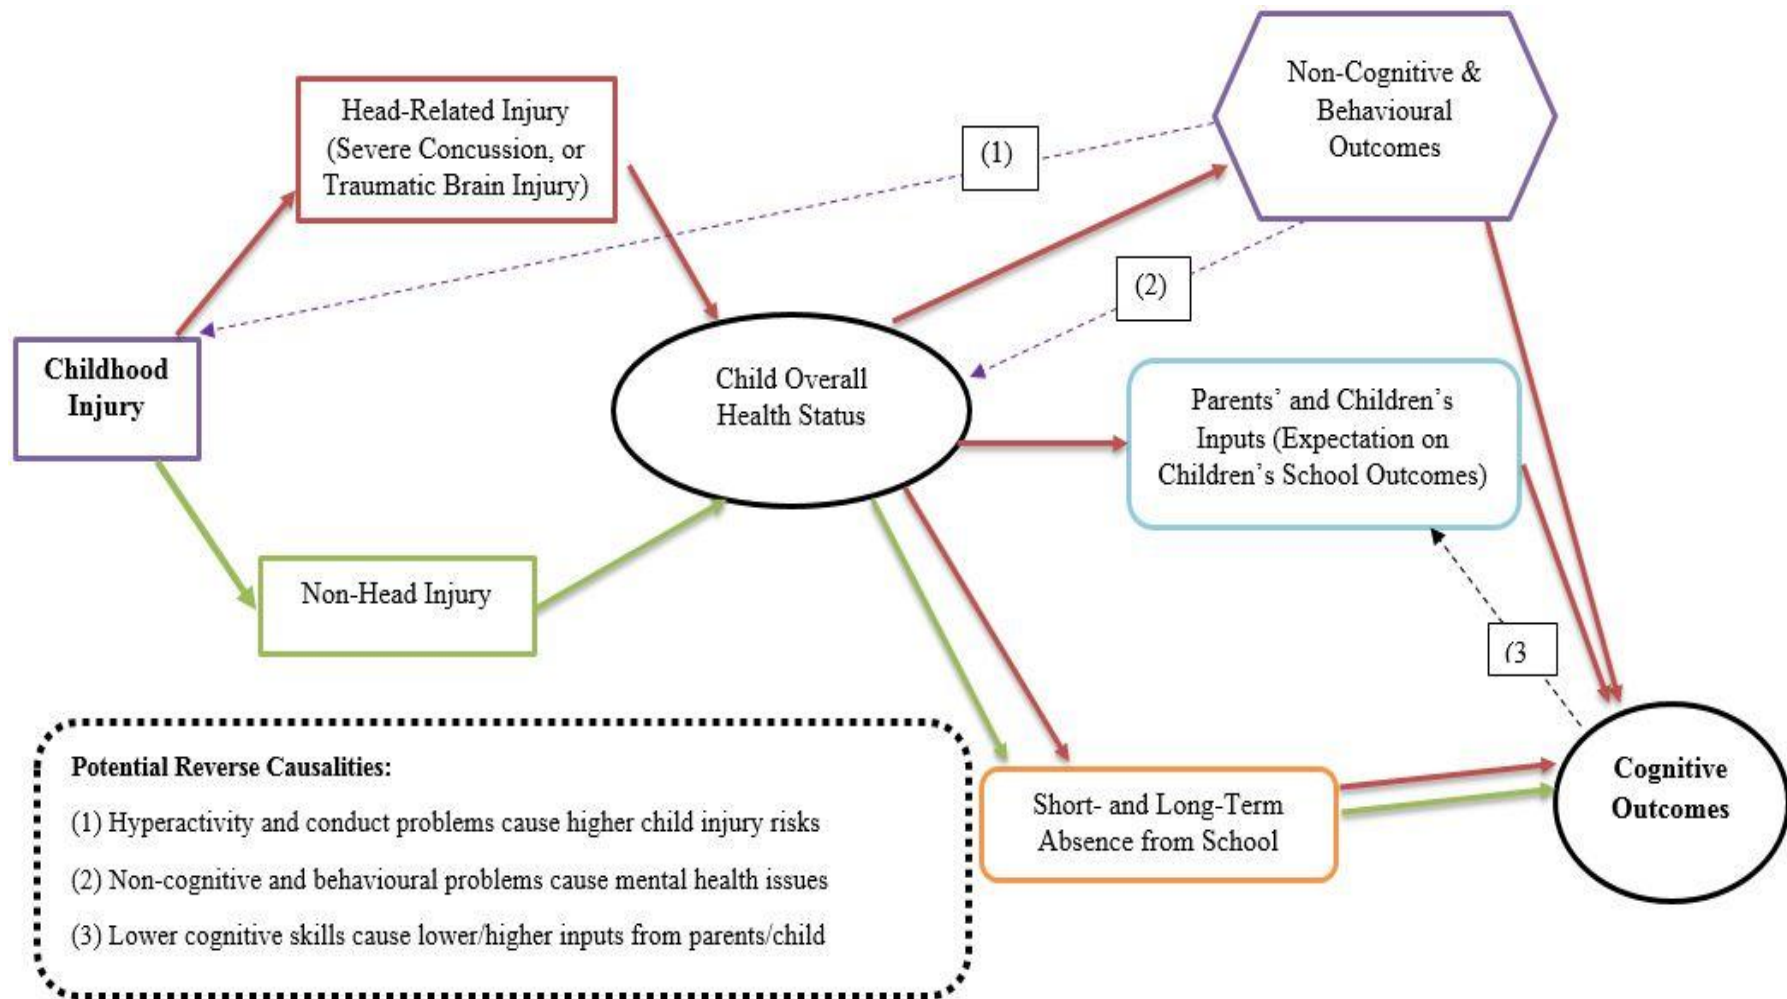 Non-Cognitive &
Behavioural
Outcomes
Head-Related Injury
(Severe Concussion, or
Traumatic Brain Injury)
(1)
(2)
Childhood
Injury
Child Overall
Health Status
Parents’ and Children’s
Inputs (Expectation on
Children’s School Outcomes)
Non-Head Injury
(3
Potential Reverse Causalities:
(1) Hyperactivity and conduct problems cause higher child injury risks
(2) Non-cognitive and behavioural problems cause mental health issues
(3) Lower cognitive skills cause lower/higher inputs from parents/child
Short- and Long-Term
Absence from School
Cognitive
Outcomes